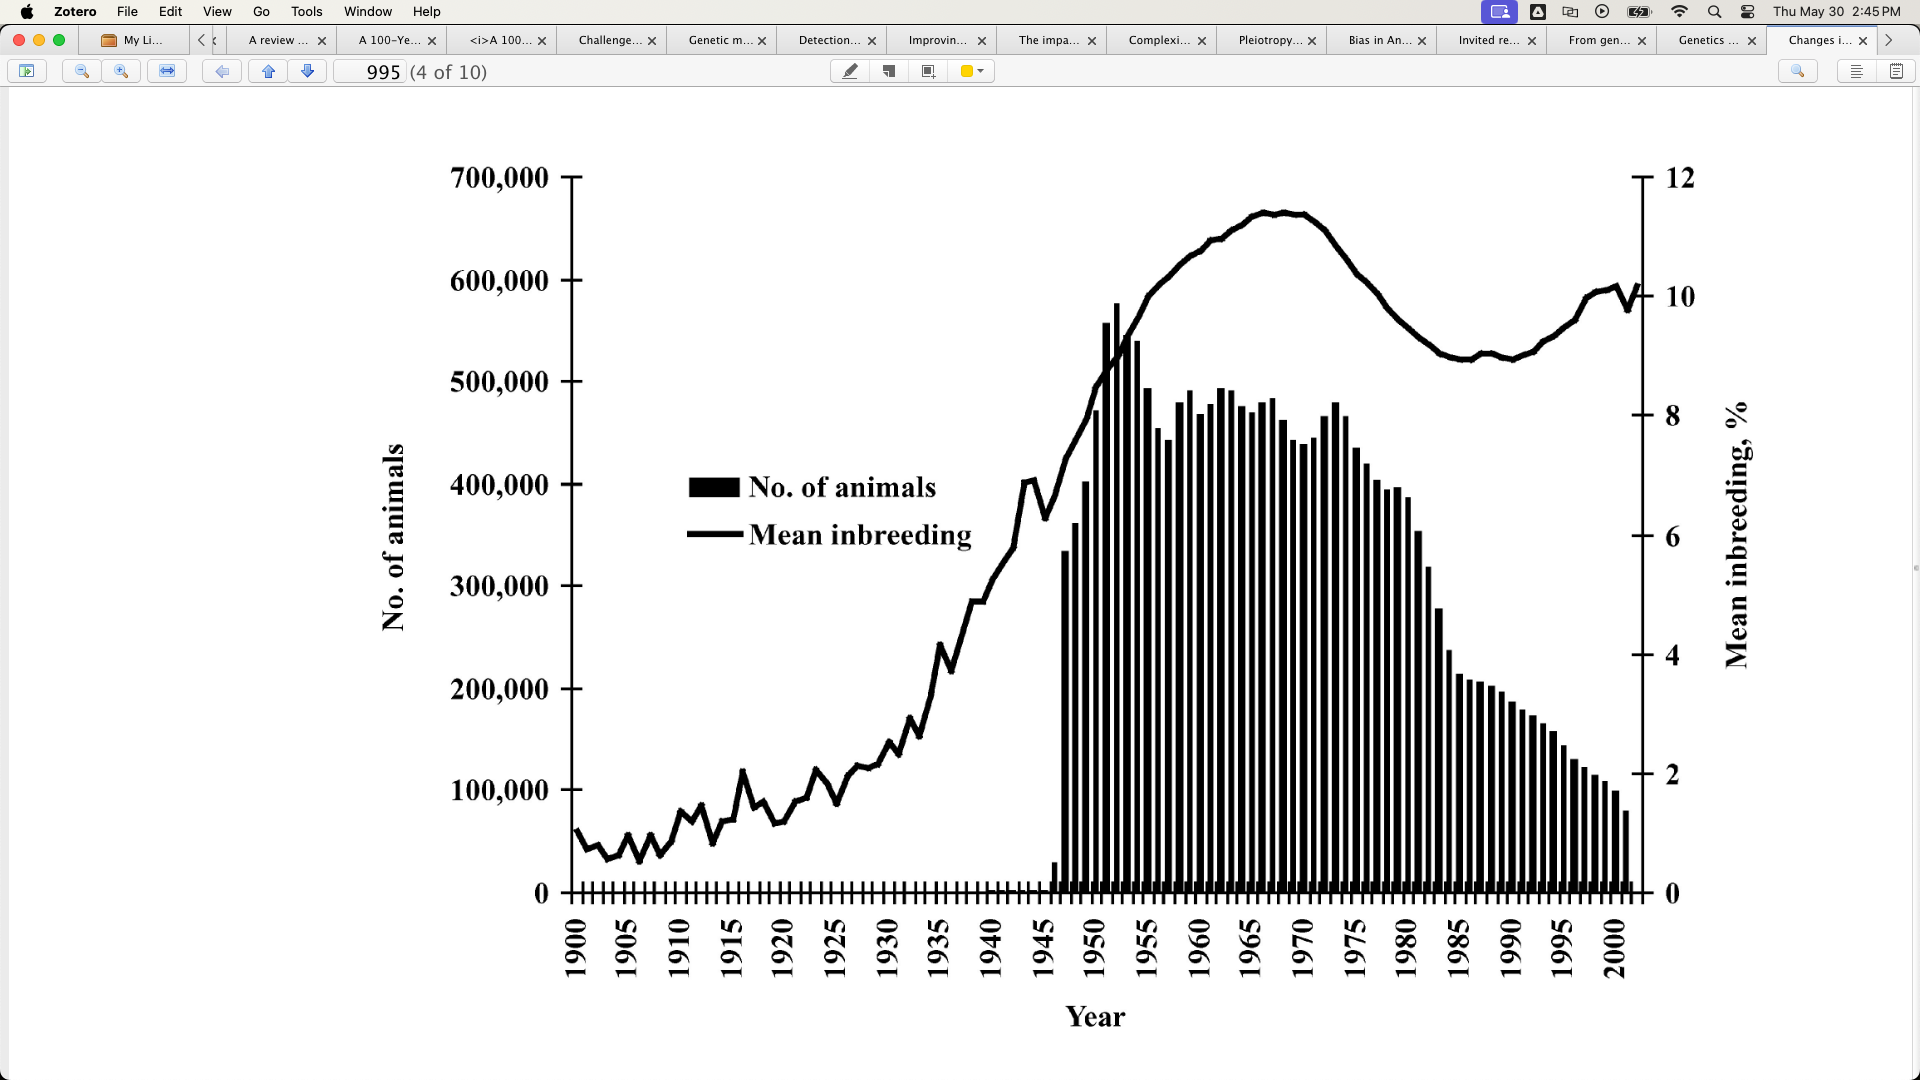 Zotero File Edit View Go Tools Window Help Thu May 30 2:45 PM
My Li... A review ... A 100-Ye... <i>A 100... Challenge... Genetic m... Detection... Improvin... The impa... Complexi... Pleiotropy... Bias in An... Invited re... From gen... Genetics ... Changes i...
995 (4 of 10)
700,000
600,000
500,000
400,000
300,000
200,000
100,000
0
No. of animals
No. of animals
Mean inbreeding
12
10
8
6
4
2
0
Mean inbreeding, %
1900 1905 1910 1915 1920 1925 1930 1935 1940 1945 1950 1955 1960 1965 1970 1975 1980 1985 1990 1995 2000
Year